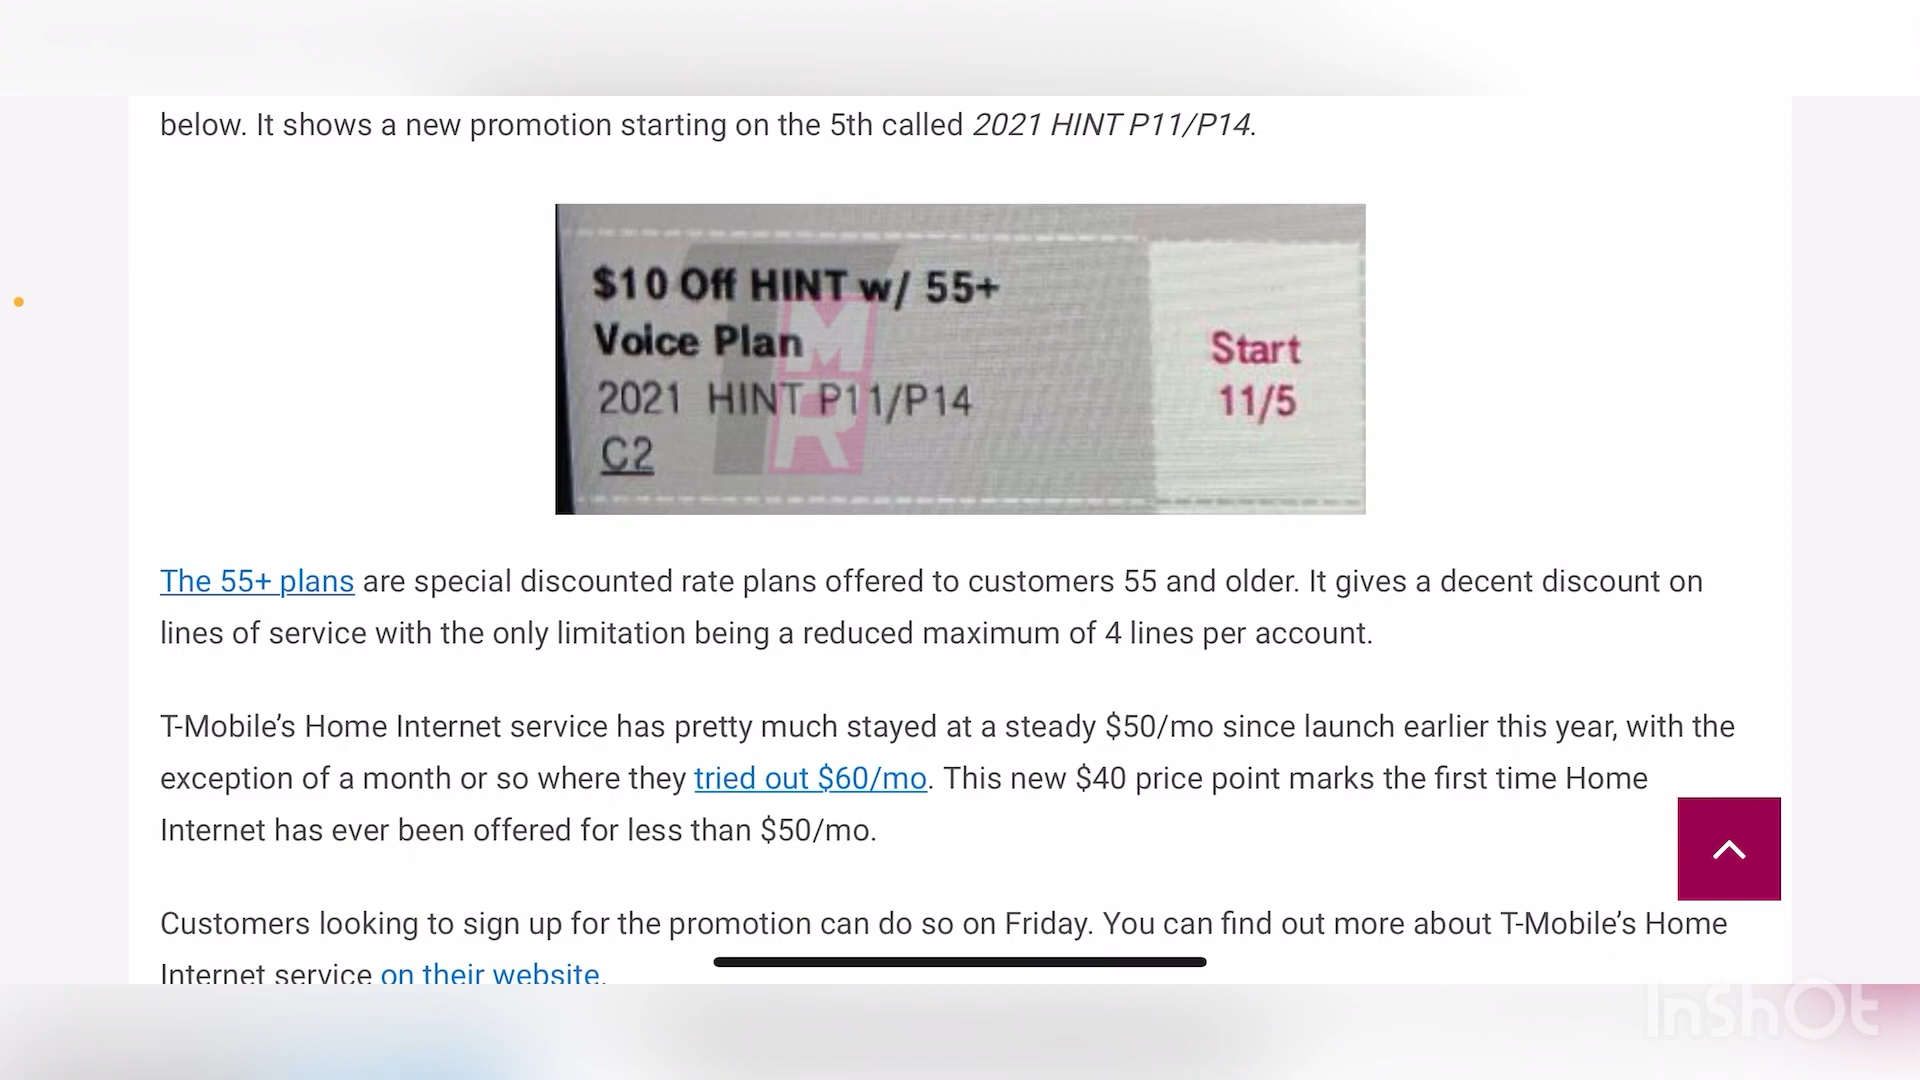 below. It shows a new promotion starting on the 5th called 2021 HINT P11/P14.
$10 Off HINT w/ 55+
Voice Plan
2021 HINT P11/P14
C2
Start
11/5
MR
The 55+ plans are special discounted rate plans offered to customers 55 and older. It gives a decent discount on
lines of service with the only limitation being a reduced maximum of 4 lines per account.
T-Mobile’s Home Internet service has pretty much stayed at a steady $50/mo since launch earlier this year, with the
exception of a month or so where they tried out $60/mo. This new $40 price point marks the first time Home
Internet has ever been offered for less than $50/mo.
Customers looking to sign up for the promotion can do so on Friday. You can find out more about T-Mobile’s Home
Internet service on their website.
InShOt